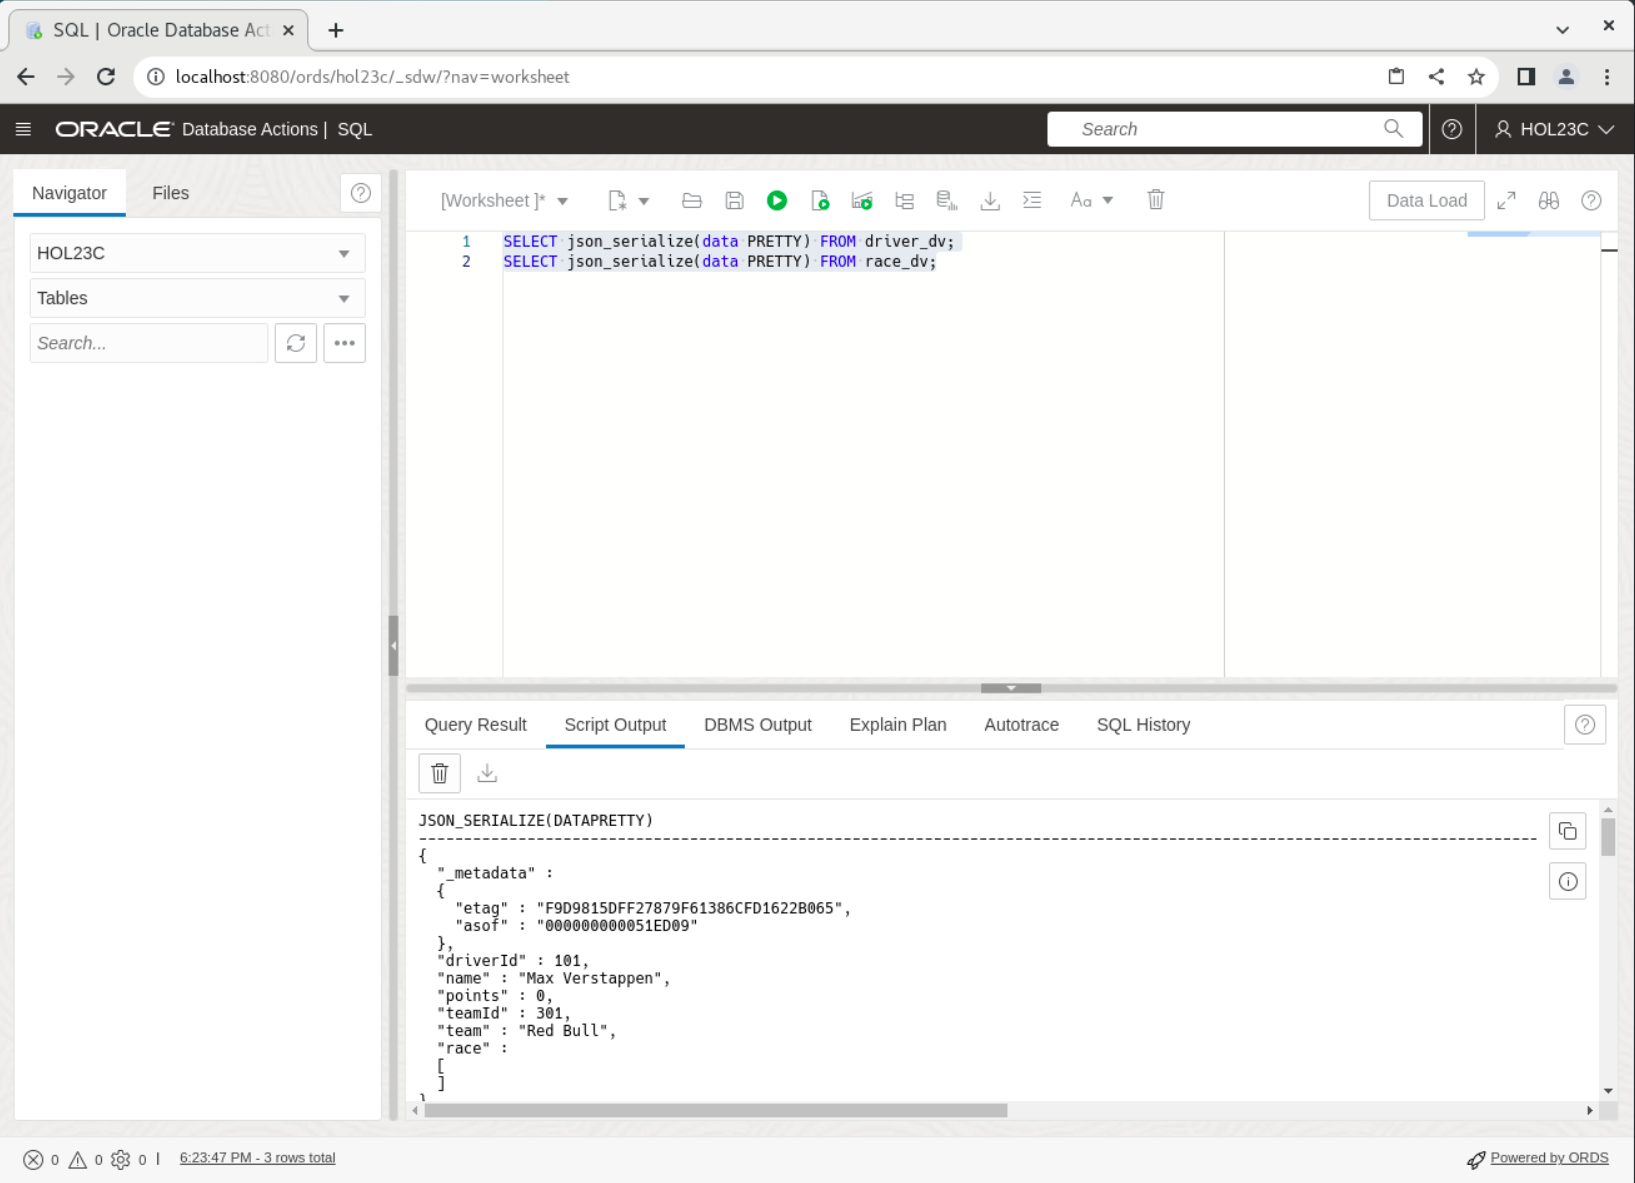 SQL | Oracle Database Act
localhost:8080/ords/hol23c/_sdw/?nav=worksheet
ORACLE Database Actions | SQL
Search
HOL23C
Navigator
Files
[Worksheet ]*
Aa
Data Load
HOL23C
Tables
Search...
1 SELECT json_serialize(data PRETTY) FROM driver_dv;
2 SELECT json_serialize(data PRETTY) FROM race_dv;
Query Result
Script Output
DBMS Output
Explain Plan
Autotrace
SQL History
JSON_SERIALIZE(DATAPRETTY)
{
"_metadata" :
{
"etag" : "F9D9815DFF27879F61386CFD1622B065",
"asof" : "000000000051ED09"
},
"driverId" : 101,
"name" : "Max Verstappen",
"points" : 0,
"teamId" : 301,
"team" : "Red Bull",
"race" :
[
]
}
0 0 0 | 6:23:47 PM - 3 rows total
Powered by ORDS